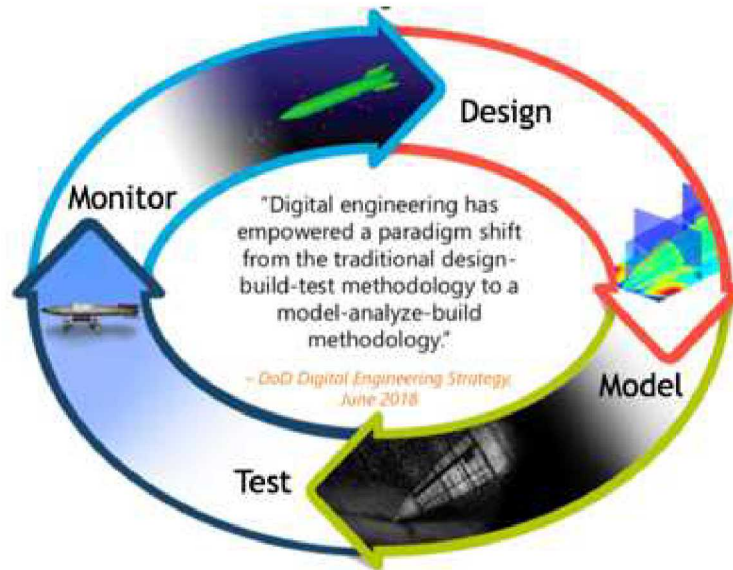 Design
Monitor
"Digital engineering has
empowered a paradigm shift
from the traditional design-
build-test methodology to a
model-analyze-build
methodology."
– DoD Digital Engineering Strategy,
June 2018
Model
Test